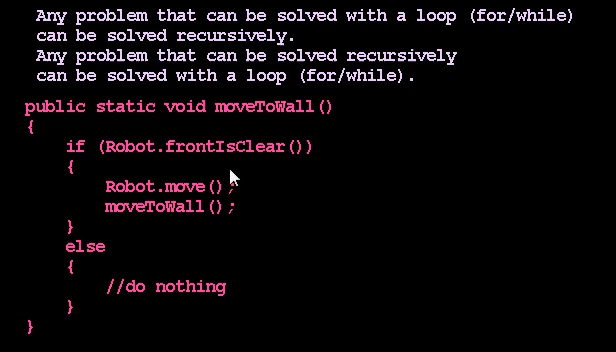 Any problem that can be solved with a loop (for/while)
can be solved recursively.
Any problem that can be solved recursively
can be solved with a loop (for/while).
public static void moveToWall()
{
    if (Robot.frontIsClear())
    {
        Robot.move();
        moveToWall();
    }
    else
    {
        //do nothing
    }
}